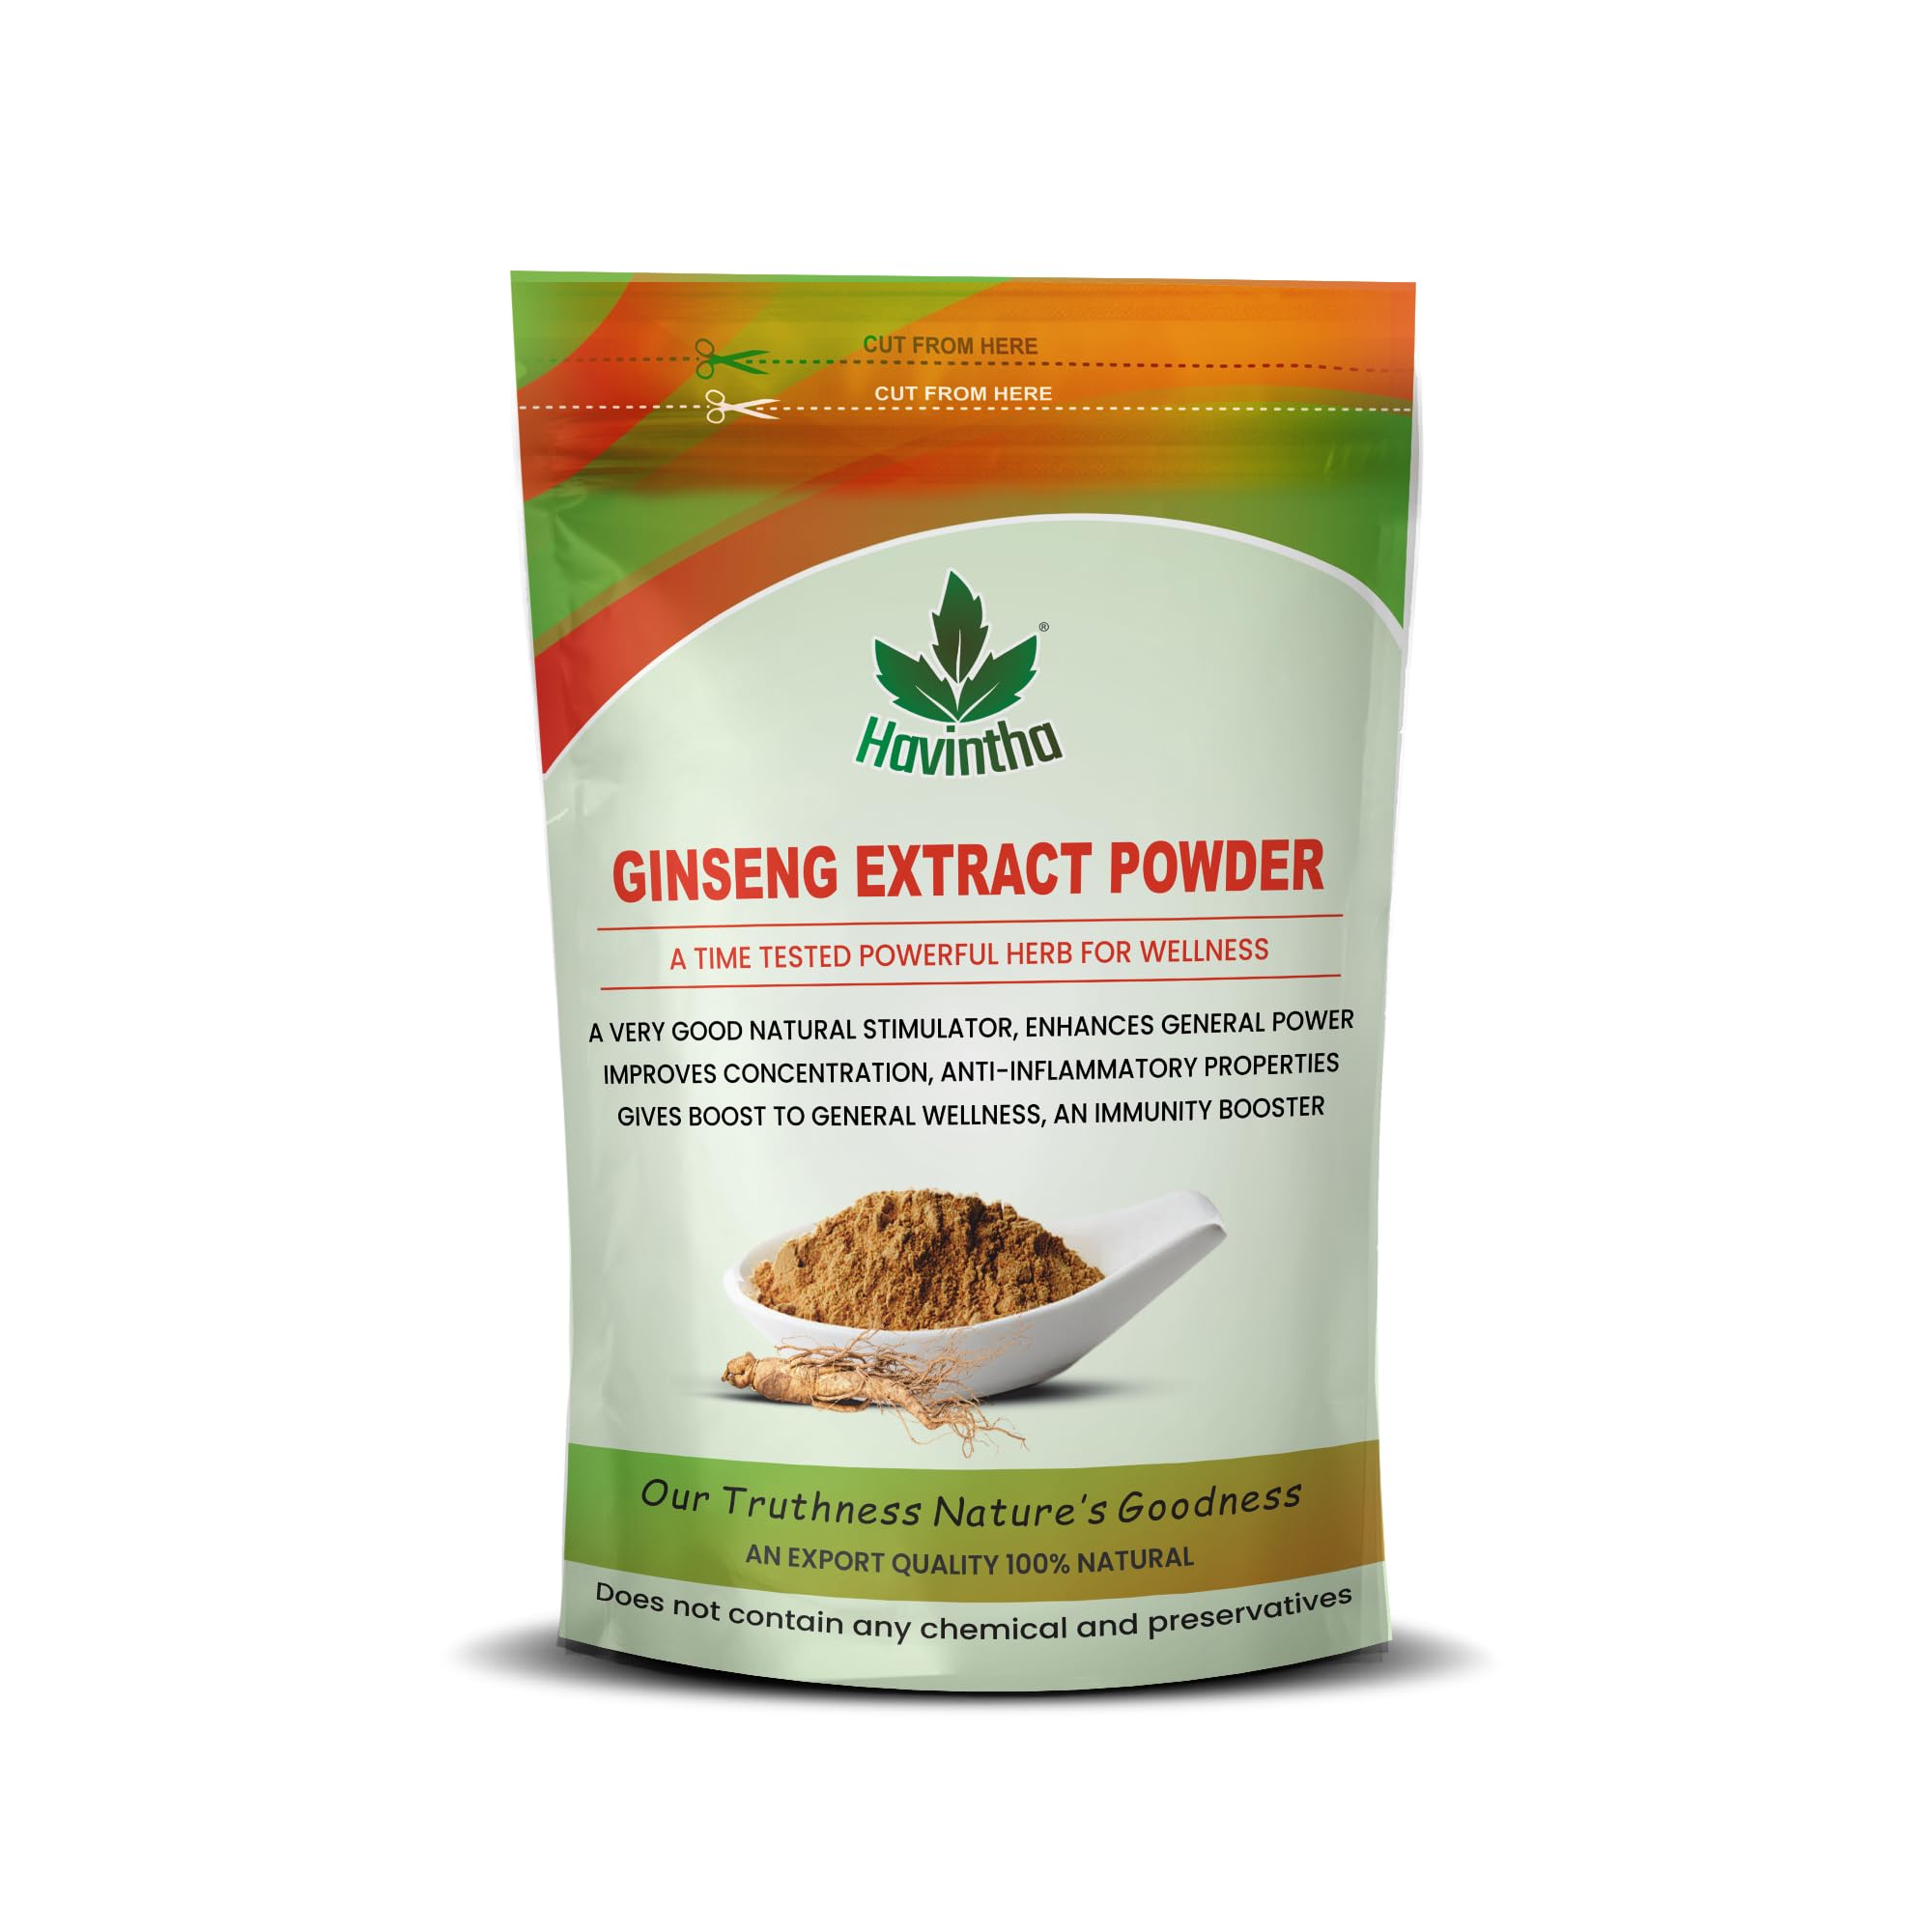 CUT FROM HERE
CUT FROM HERE
®
Havintha
GINSENG EXTRACT POWDER
A TIME TESTED POWERFUL HERB FOR WELLNESS
A VERY GOOD NATURAL STIMULATOR, ENHANCES GENERAL POWER
IMPROVES CONCENTRATION, ANTI-INFLAMMATORY PROPERTIES
GIVES BOOST TO GENERAL WELLNESS, AN IMMUNITY BOOSTER
Our Truthness Nature's Goodness
AN EXPORT QUALITY 100% NATURAL
Does not contain any chemical and preservatives